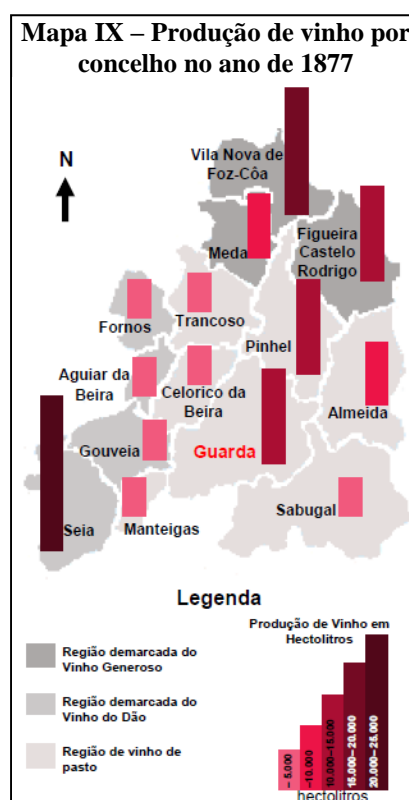 Mapa IX – Produção de vinho por
concelho no ano de 1877
N
Vila Nova de
Foz-Côa
Meda
Figueira
Castelo
Rodrigo
Fornos
Trancoso
Pinhel
Aguiar da
Beira
Celorico da
Beira
Almeida
Gouveia
Guarda
Seia
Manteigas
Sabugal
Legenda
Região demarcada do
Vinho Generoso
Região demarcada do
Vinho do Dão
Região de vinho de
pasto
Produção de Vinho em
Hectolitros
– 5.000
–10.000
10.000–15.000
15.000–20.000
20.000–25.000
hectolitros